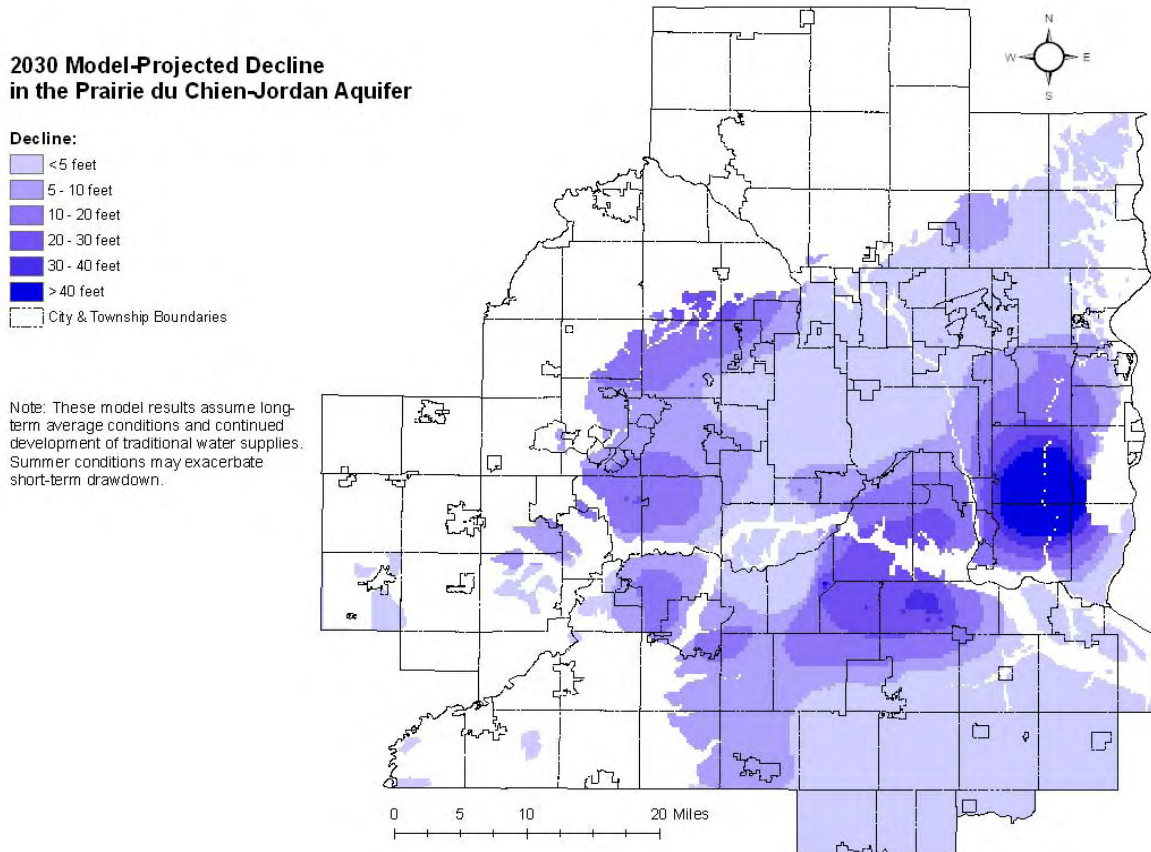 2030 Model-Projected Decline
in the Prairie du Chien-Jordan Aquifer
Decline:
<5 feet
5 - 10 feet
10 - 20 feet
20 - 30 feet
30 - 40 feet
>40 feet
City & Township Boundaries
Note: These model results assume long-
term average conditions and continued
development of traditional water supplies.
Summer conditions may exacerbate
short-term drawdown.
N
W E
S
0 5 10 20 Miles